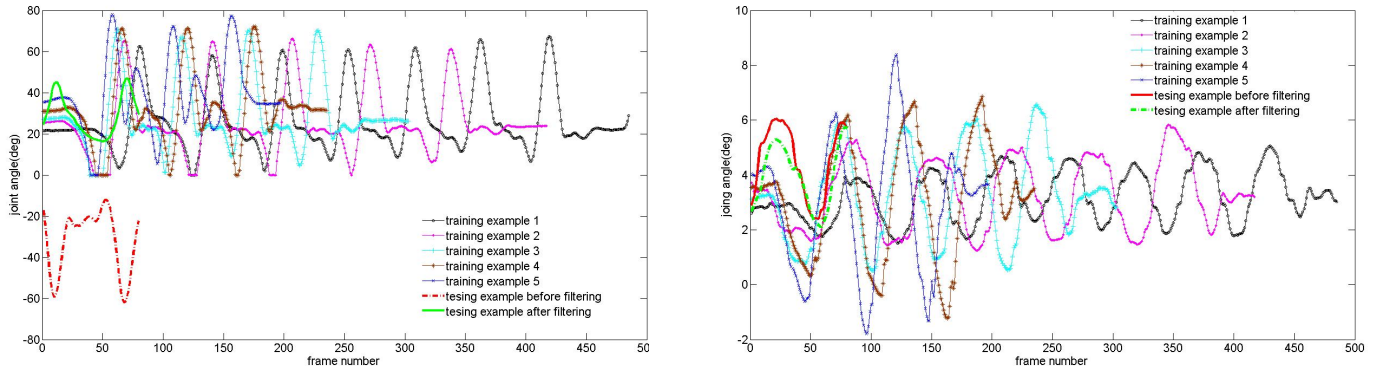 80
60
40
20
0
-20
-40
-60
-80
joint angle(deg)
0 50 100 150 200 250 300 350 400 450 50
frame number
training example 1
training example 2
training example 3
training example 4
training example 5
tesing example before filtering
tesing example after filtering
10
8
6
4
2
0
-2
joing angle(deg)
0 50 100 150 200 250 300 350 400 450 500
frame number
training example 1
training example 2
training example 3
training example 4
training example 5
tesing example before filtering
tesing example after filtering